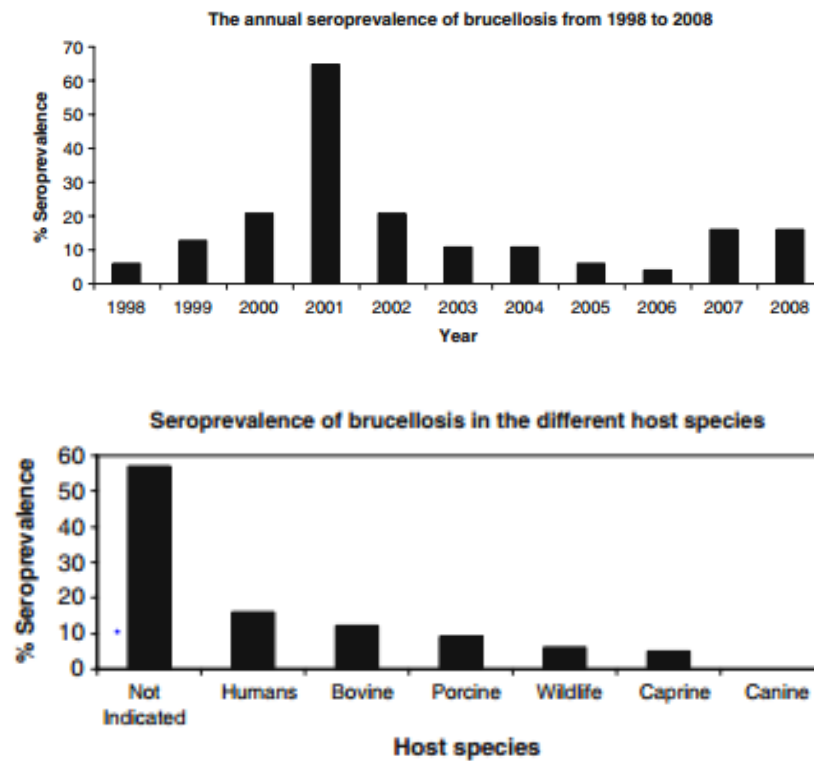 The annual seroprevalence of brucellosis from 1998 to 2008
70
60
50
40
30
20
10
0
% Seroprevalence
1998 1999 2000 2001 2002 2003 2004 2005 2006 2007 2008
Year
Seroprevalence of brucellosis in the different host species
60
50
40
30
20
10
0
% Seroprevalence
Not Humans Bovine Porcine Wildlife Caprine Canine
Indicated
Host species